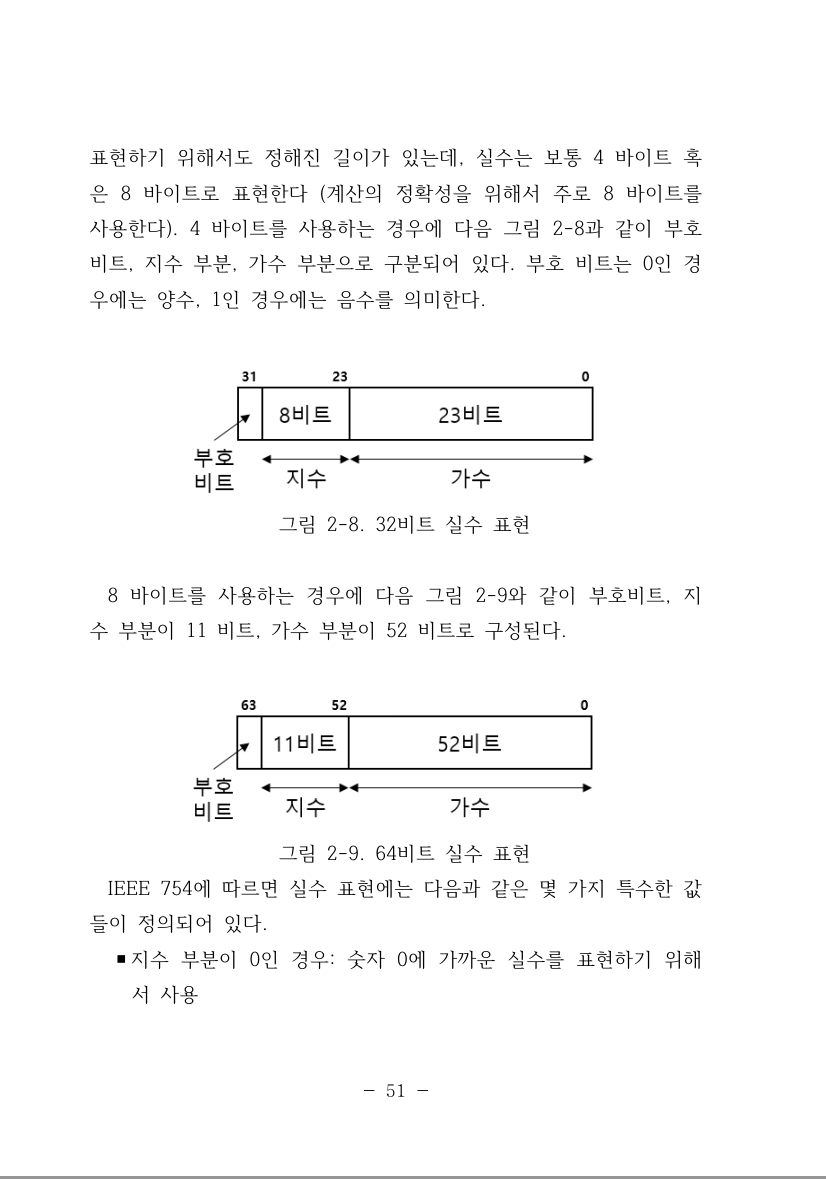 표현하기 위해서도 정해진 길이가 있는데, 실수는 보통 4 바이트 혹
은 8 바이트로 표현한다 (계산의 정확성을 위해서 주로 8 바이트를
사용한다). 4 바이트를 사용하는 경우에 다음 그림 2-8과 같이 부호
비트, 지수 부분, 가수 부분으로 구분되어 있다. 부호 비트는 0인 경
우에는 양수, 1인 경우에는 음수를 의미한다.
31 23 0
8비트 23비트
부호
비트
지수 가수
그림 2-8. 32비트 실수 표현
8 바이트를 사용하는 경우에 다음 그림 2-9와 같이 부호비트, 지
수 부분이 11 비트, 가수 부분이 52 비트로 구성된다.
63 52 0
11비트 52비트
부호
비트
지수 가수
그림 2-9. 64비트 실수 표현
IEEE 754에 따르면 실수 표현에는 다음과 같은 몇 가지 특수한 값
들이 정의되어 있다.
▪지수 부분이 0인 경우: 숫자 0에 가까운 실수를 표현하기 위해
서 사용
- 51 -